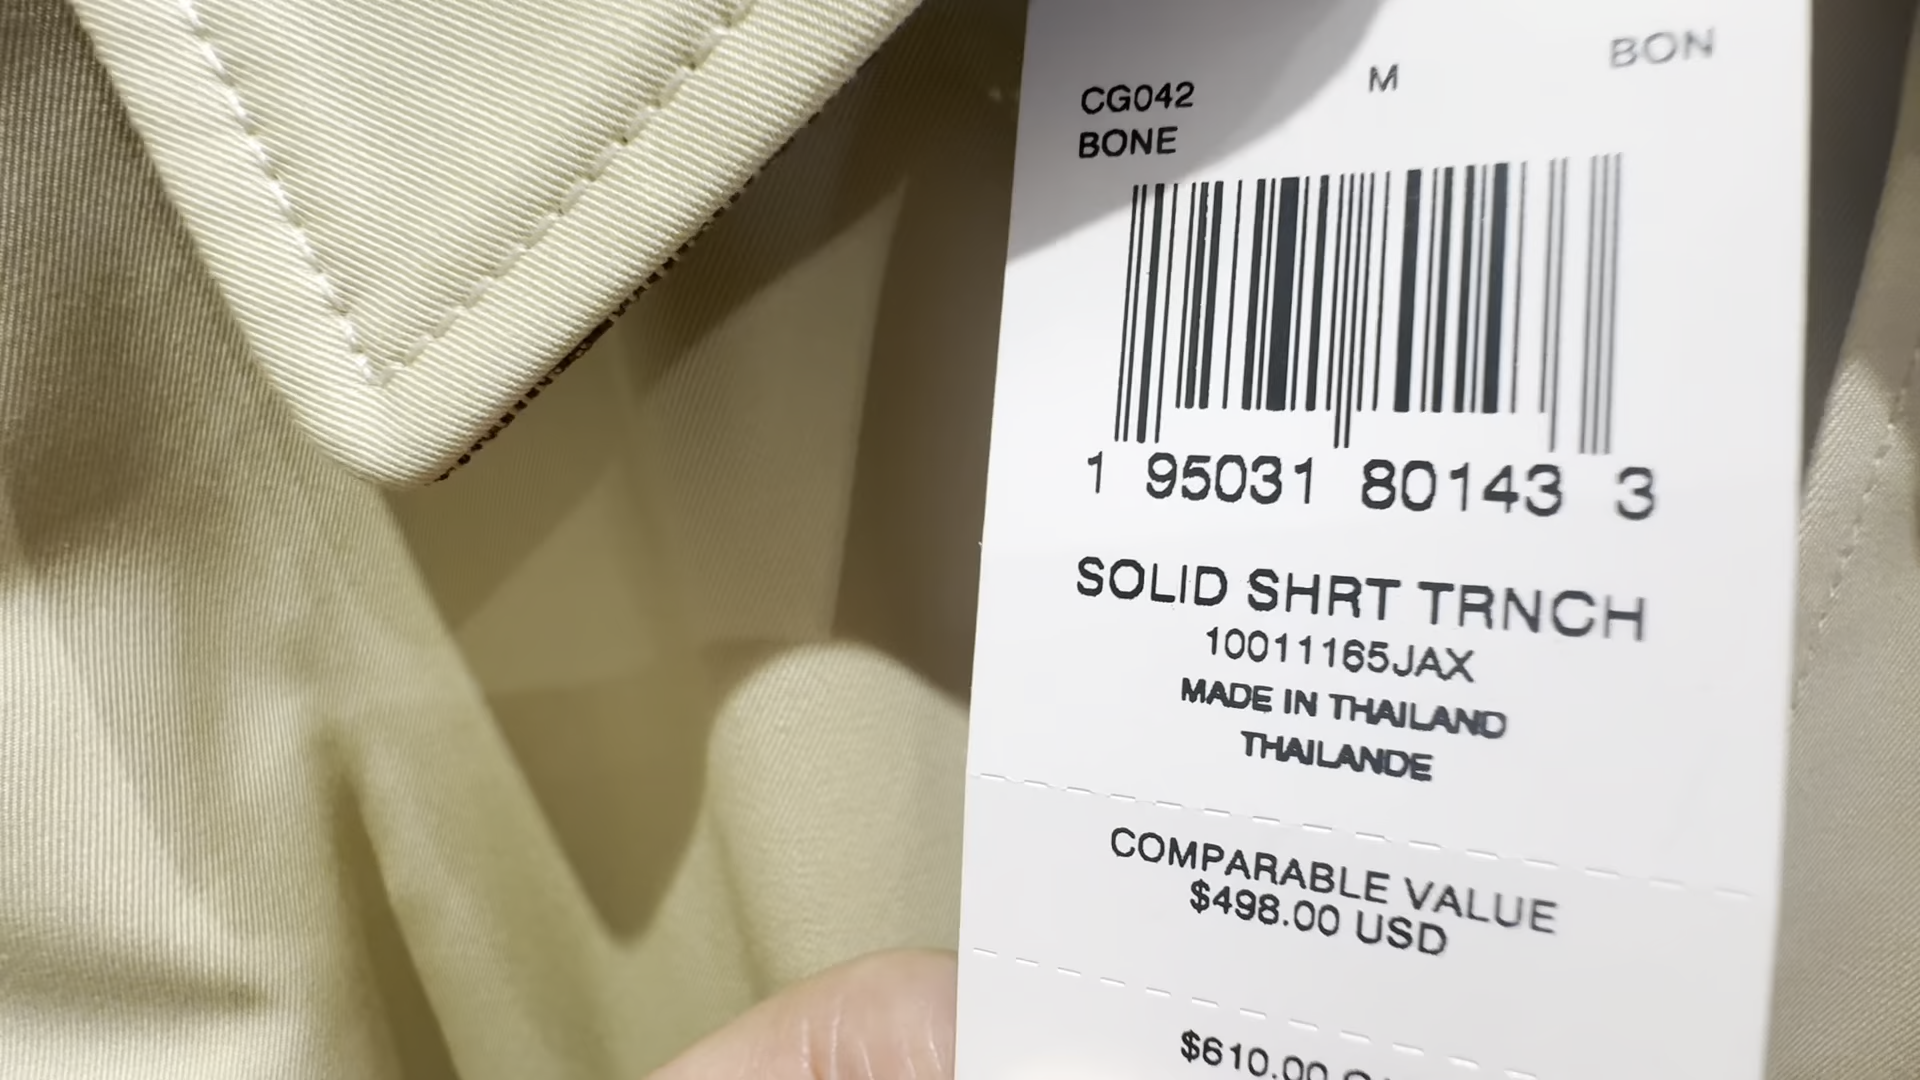 M BON
CG042
BONE
1 95031 80143 3
SOLID SHRT TRNCH
10011165JAX
MADE IN THAILAND
THAILANDE
COMPARABLE VALUE
$498.00 USD
$610.00